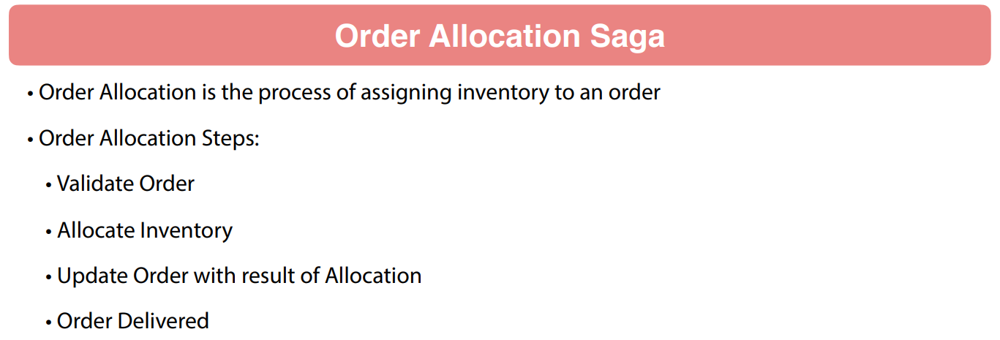 Order Allocation Saga
• Order Allocation is the process of assigning inventory to an order
• Order Allocation Steps:
• Validate Order
• Allocate Inventory
• Update Order with result of Allocation
• Order Delivered